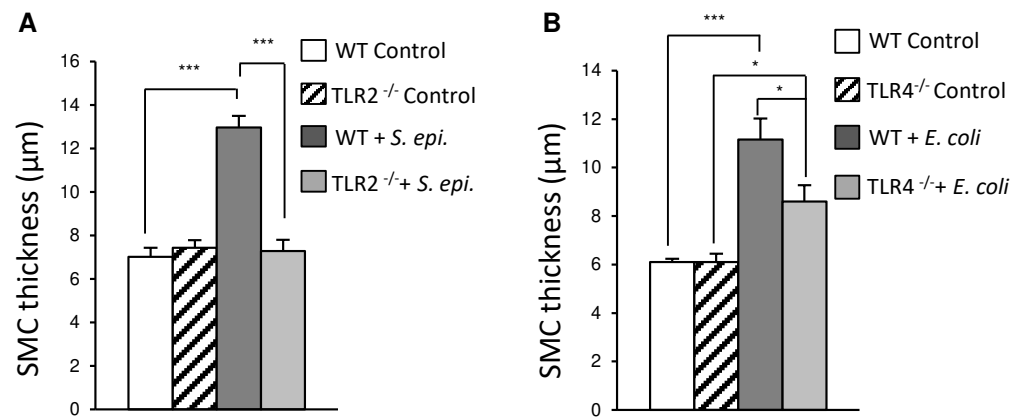 A
SMC thickness (µm)
16
14
12
10
8
6
4
2
0
***
***
WT Control
TLR2 -/- Control
WT + S. epi.
TLR2 -/-+ S. epi.
B
SMC thickness (µm)
14
12
10
8
6
4
2
0
***
*
*
WT Control
TLR4-/- Control
WT + E. coli
TLR4 -/-+ E. coli